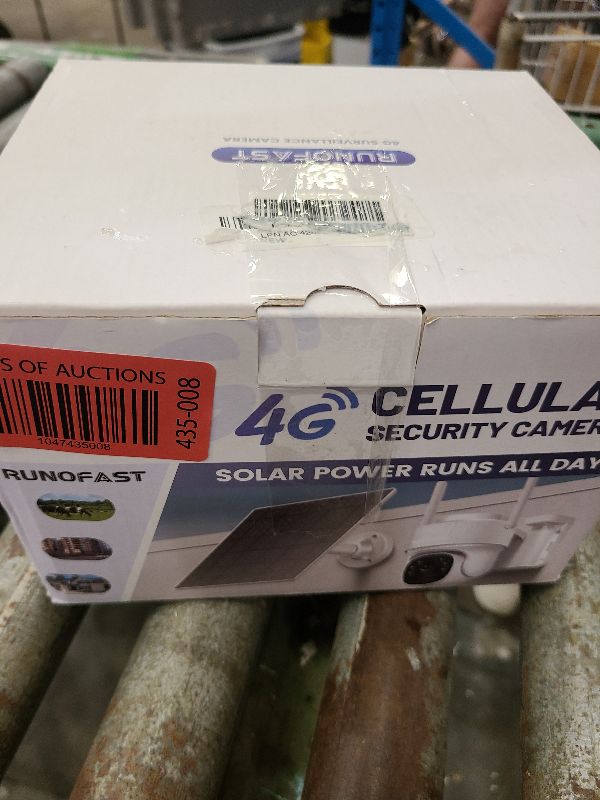 RUNOFAST
4G SURVEILLANCE CAMERA
S OF AUCTIONS
1047435008
435-008
4G CELLULA
SECURITY CAMER
RUNOFAST
SOLAR POWER RUNS ALL DAY